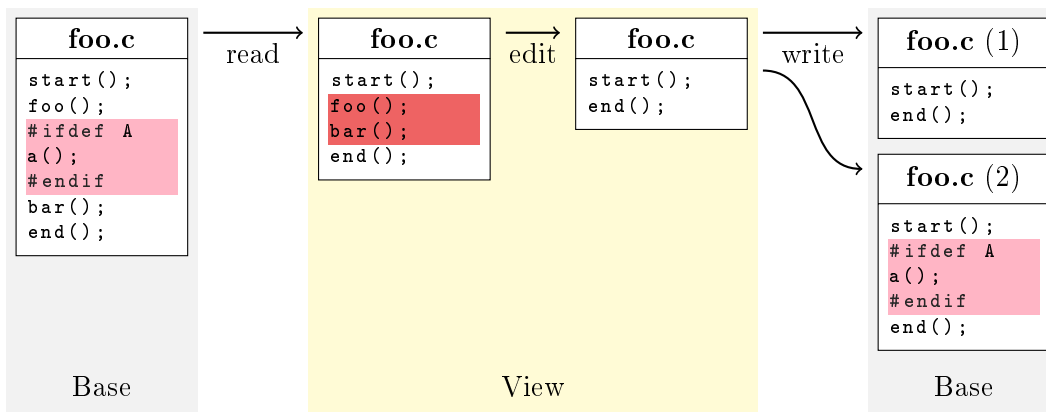 foo.c
start();
foo();
#ifdef A
a();
#endif
bar();
end();
Base
read
foo.c
start();
foo();
bar();
end();
edit
foo.c
start();
end();
View
write
foo.c (1)
start();
end();
foo.c (2)
start();
#ifdef A
a();
#endif
end();
Base